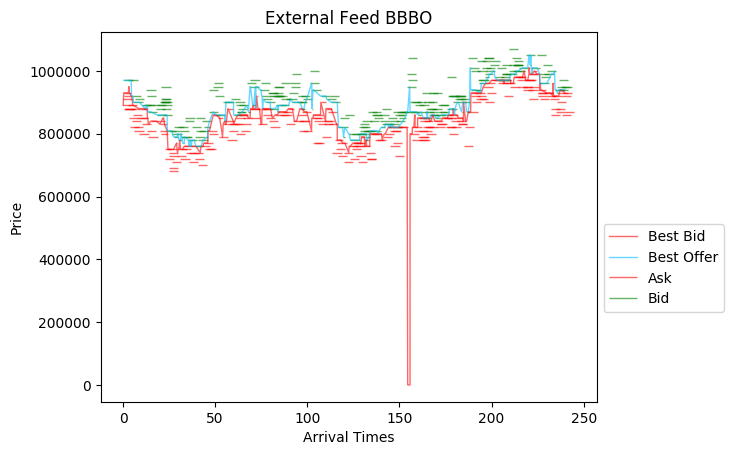 External Feed BBBO
1000000
800000
600000
400000
200000
0
Price
0 50 100 150 200 250
Arrival Times
Best Bid
Best Offer
Ask
Bid